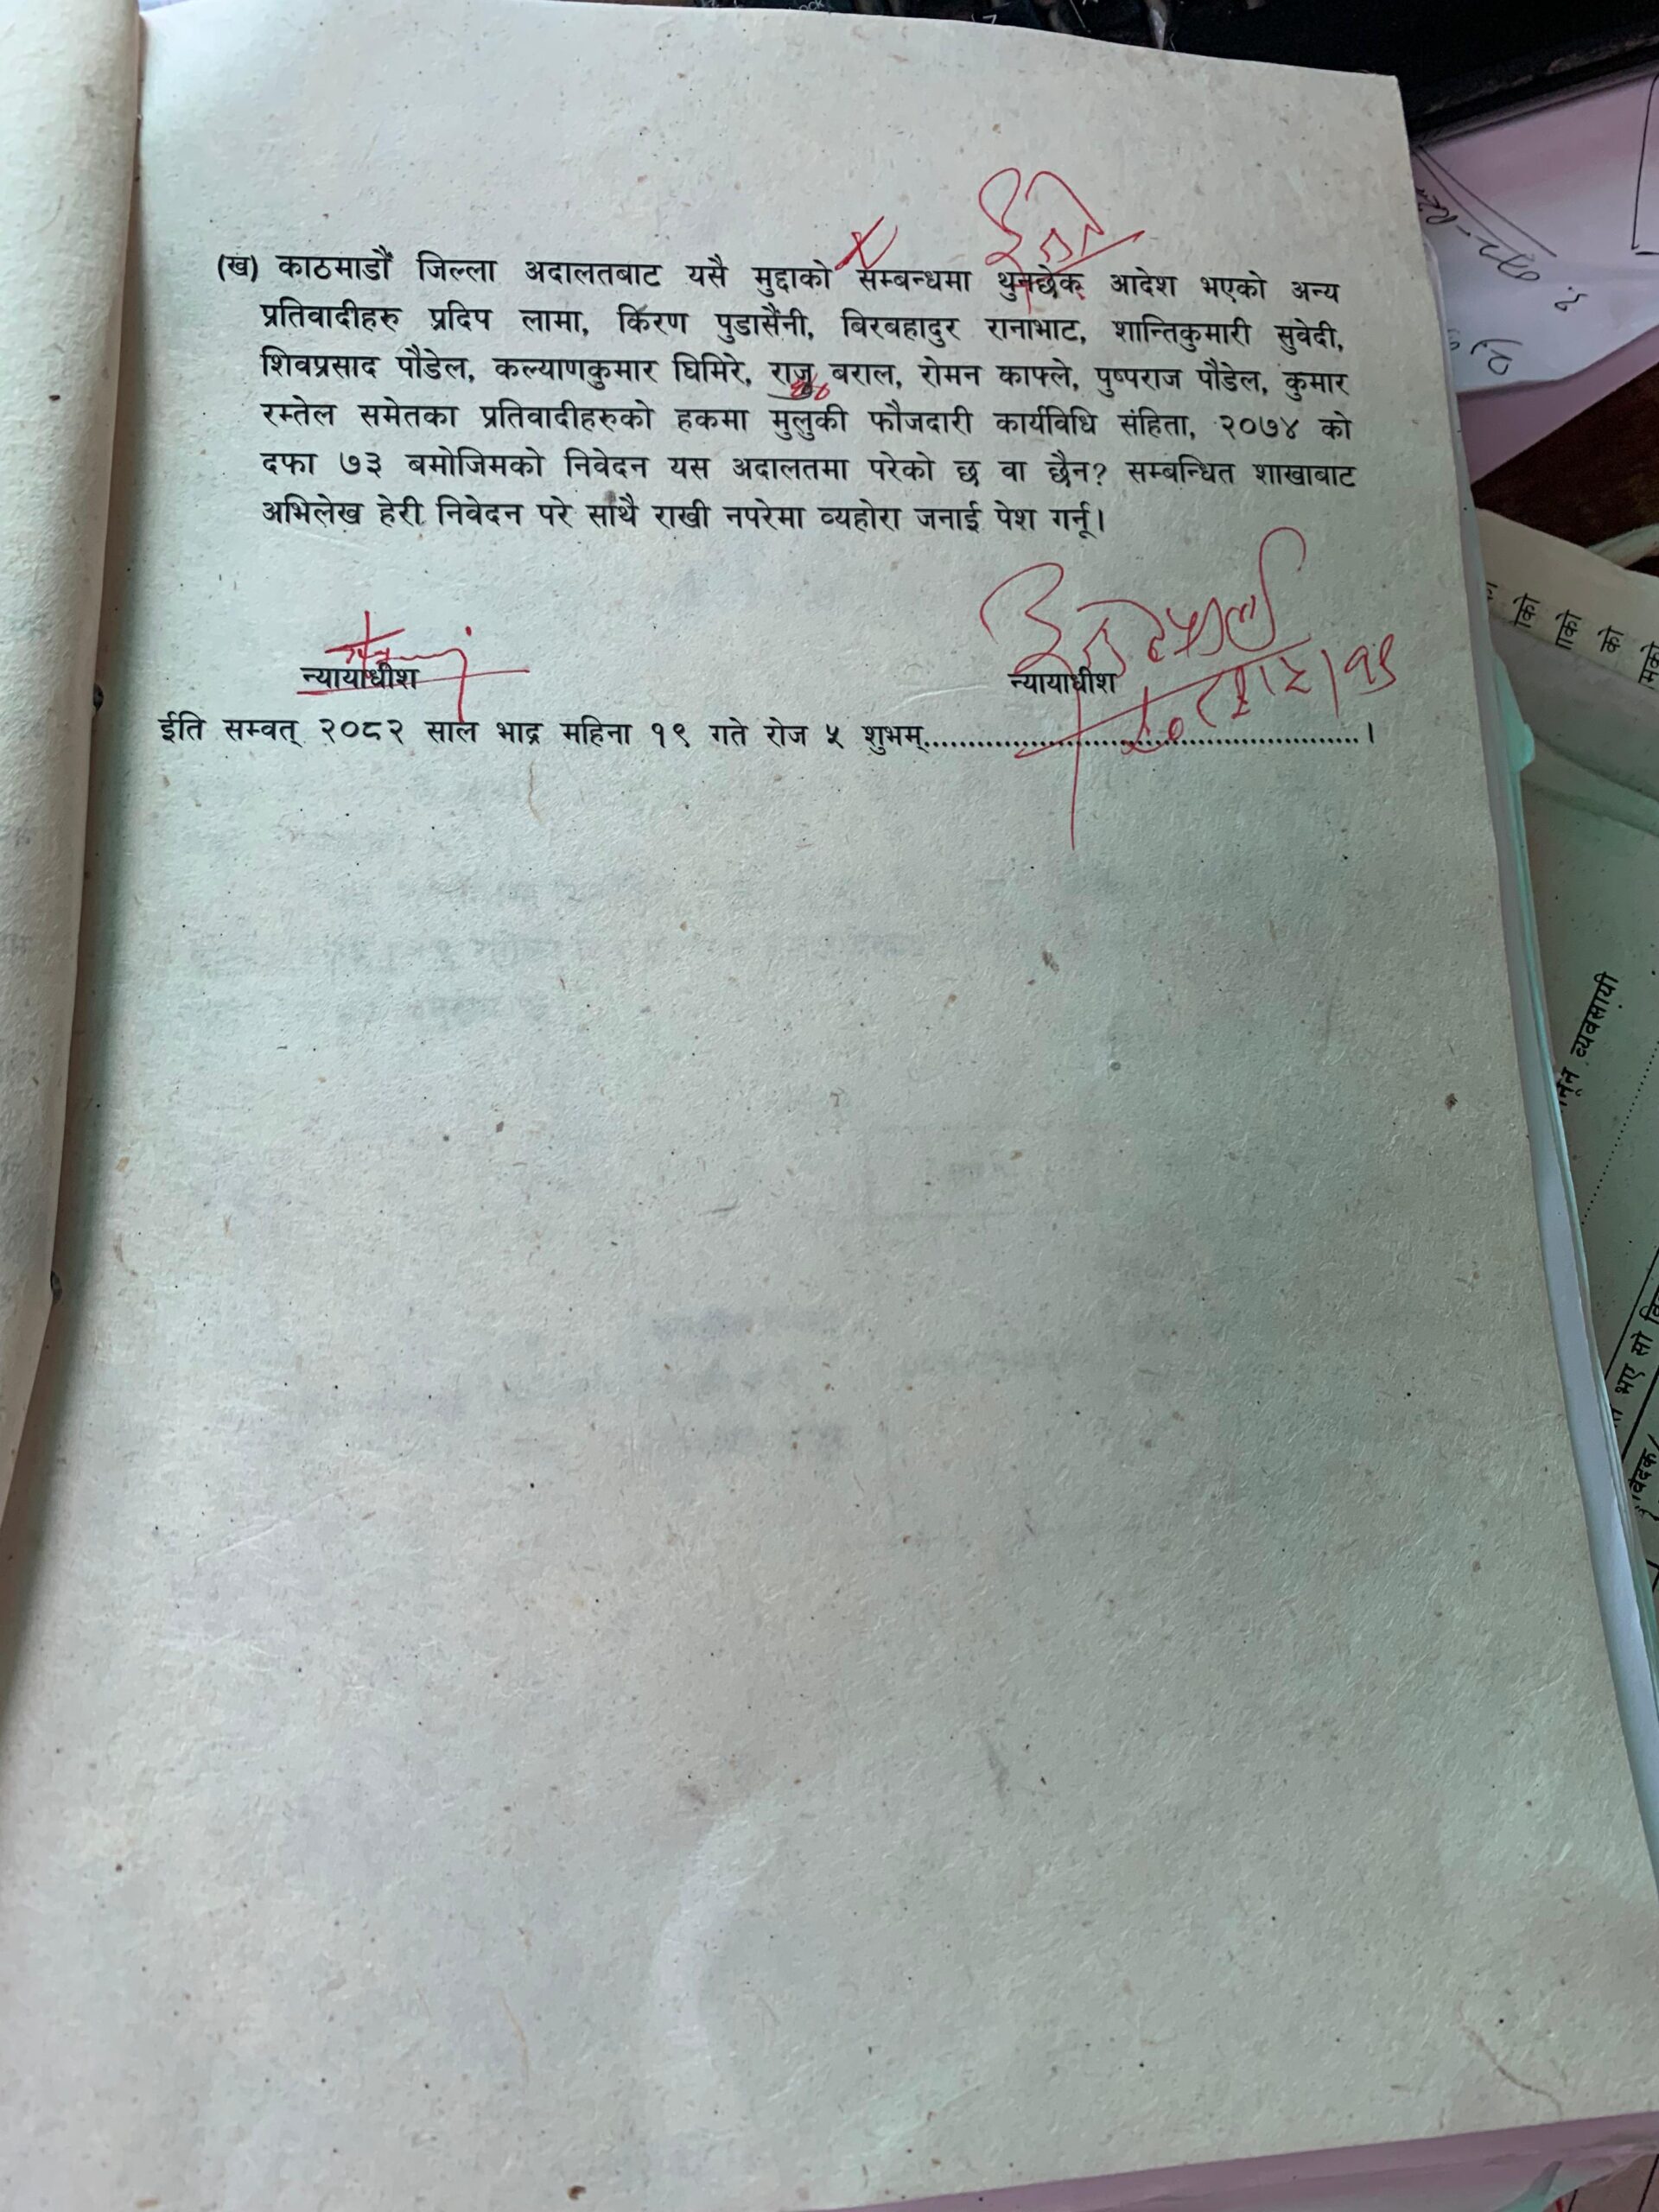 (ख) काठमाडौं जिल्ला अदालतबाट यसै मुद्दाको सम्बन्धमा थुनछेक आदेश भएको अन्य
प्रतिवादीहरु प्रदिप लामा, किरण पुडासैंनी, बिरबहादुर रानाभाट, शान्तिकुमारी सुवेदी,
शिवप्रसाद पौडेल, कल्याणकुमार घिमिरे, राजु बराल, रोमन काफ्ले, पुष्पराज पौडेल, कुमार
रम्तेल समेतका प्रतिवादीहरुको हकमा मुलुकी फौजदारी कार्यविधि संहिता, २०७४ को
दफा ७३ बमोजिमको निवेदन यस अदालतमा परेको छ वा छैन? सम्बन्धित शाखाबाट
अभिलेख हेरी निवेदन परे साथै राखी नपरेमा व्यहोरा जनाई पेश गर्नू।
न्यायाधीश
न्यायाधीश
ईति सम्वत् २०८२ साल भाद्र महिना १९ गते रोज ५ शुभम्.......................................................।
को
को
व्यवसायी
भए सो